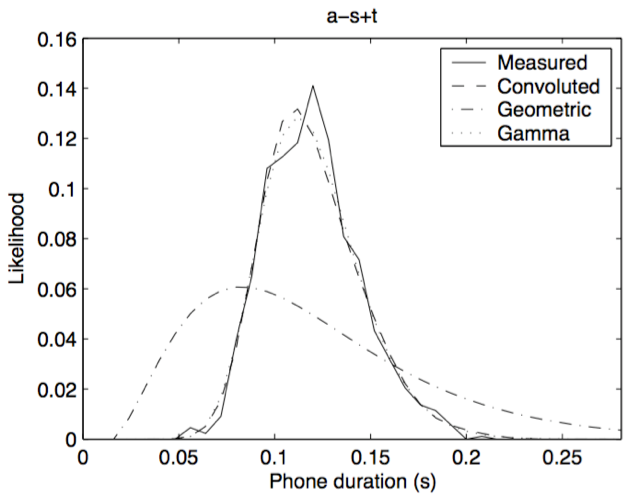 a-s+t
0.16
0.14
0.12
0.1
0.08
0.06
0.04
0.02
0
Likelihood
Measured
Convoluted
Geometric
Gamma
0 0.05 0.1 0.15 0.2 0.25
Phone duration (s)